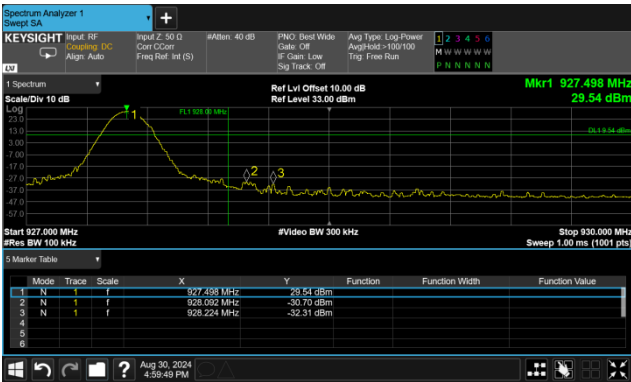 Spectrum Analyzer 1
Swept SA
+
KEYSIGHT
Input: RF
Coupling: DC
Align: Auto
Input Z: 50 Ω
Corr CCorr
Freq Ref: Int (S)
#Atten: 40 dB
PNO: Best Wide
Gate: Off
IF Gain: Low
Sig Track: Off
Avg Type: Log-Power
Avg|Hold:>100/100
Trig: Free Run
1 2 3 4 5 6
M W W W W W
P N N N N N
LXI
1 Spectrum
Scale/Div 10 dB
Ref Lvl Offset 10.00 dB
Ref Level 33.00 dBm
Mkr1 927.498 MHz
29.54 dBm
Log
23.0
13.0
3.00
-7.00
-17.0
-27.0
-37.0
-47.0
-57.0
FL1 928.00 MHz
DL1 9.54 dBm
1
2
3
Start 927.000 MHz
#Res BW 100 kHz
#Video BW 300 kHz
Stop 930.000 MHz
Sweep 1.00 ms (1001 pts)
5 Marker Table
Mode Trace Scale X Y Function Function Width Function Value
1 N 1 f 927.498 MHz 29.54 dBm
2 N 1 f 928.092 MHz -30.70 dBm
3 N 1 f 928.224 MHz -32.31 dBm
4
5
6
?
Aug 30, 2024
4:59:49 PM